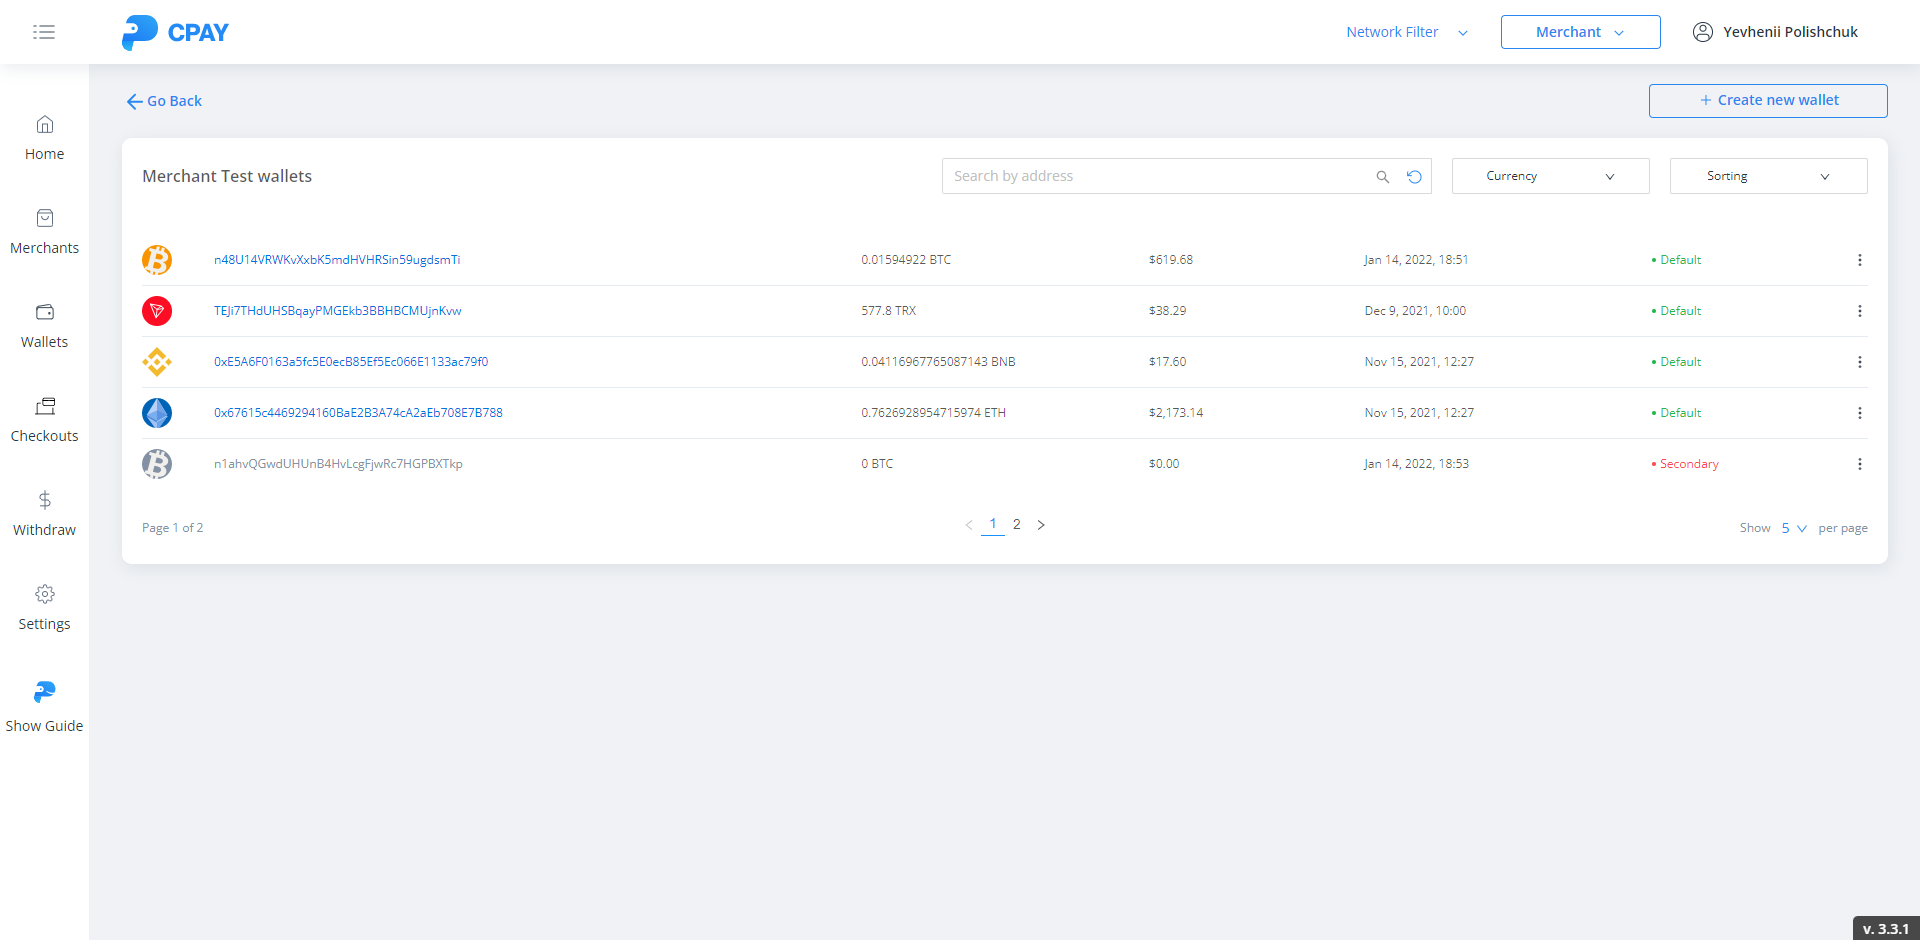 CPAY
Network Filter
Merchant
Yevhenii Polishchuk
Go Back
+ Create new wallet
Home
Merchants
Wallets
Checkouts
Withdraw
Settings
Show Guide
Merchant Test wallets
Search by address
Currency
Sorting
n48U14VRWKvXxbK5mdHVHRSin59ugdsmTi 0.01594922 BTC $619.68 Jan 14, 2022, 18:51 • Default
TEJi7THdUHSBqayPMGEkb3BBHBCMUjnKvw 577.8 TRX $38.29 Dec 9, 2021, 10:00 • Default
0xE5A6F0163a5fc5E0ecB85Ef5Ec066E1133ac79f0 0.04116967765087143 BNB $17.60 Nov 15, 2021, 12:27 • Default
0x67615c4469294160BaE2B3A74cA2aEb708E7B788 0.7626928954715974 ETH $2,173.14 Nov 15, 2021, 12:27 • Default
n1ahvQGwdUHUnB4HvLcgFjwRc7HGPBXTkp 0 BTC $0.00 Jan 14, 2022, 18:53 • Secondary
Page 1 of 2
< 1 2 >
Show 5 per page
v. 3.3.1